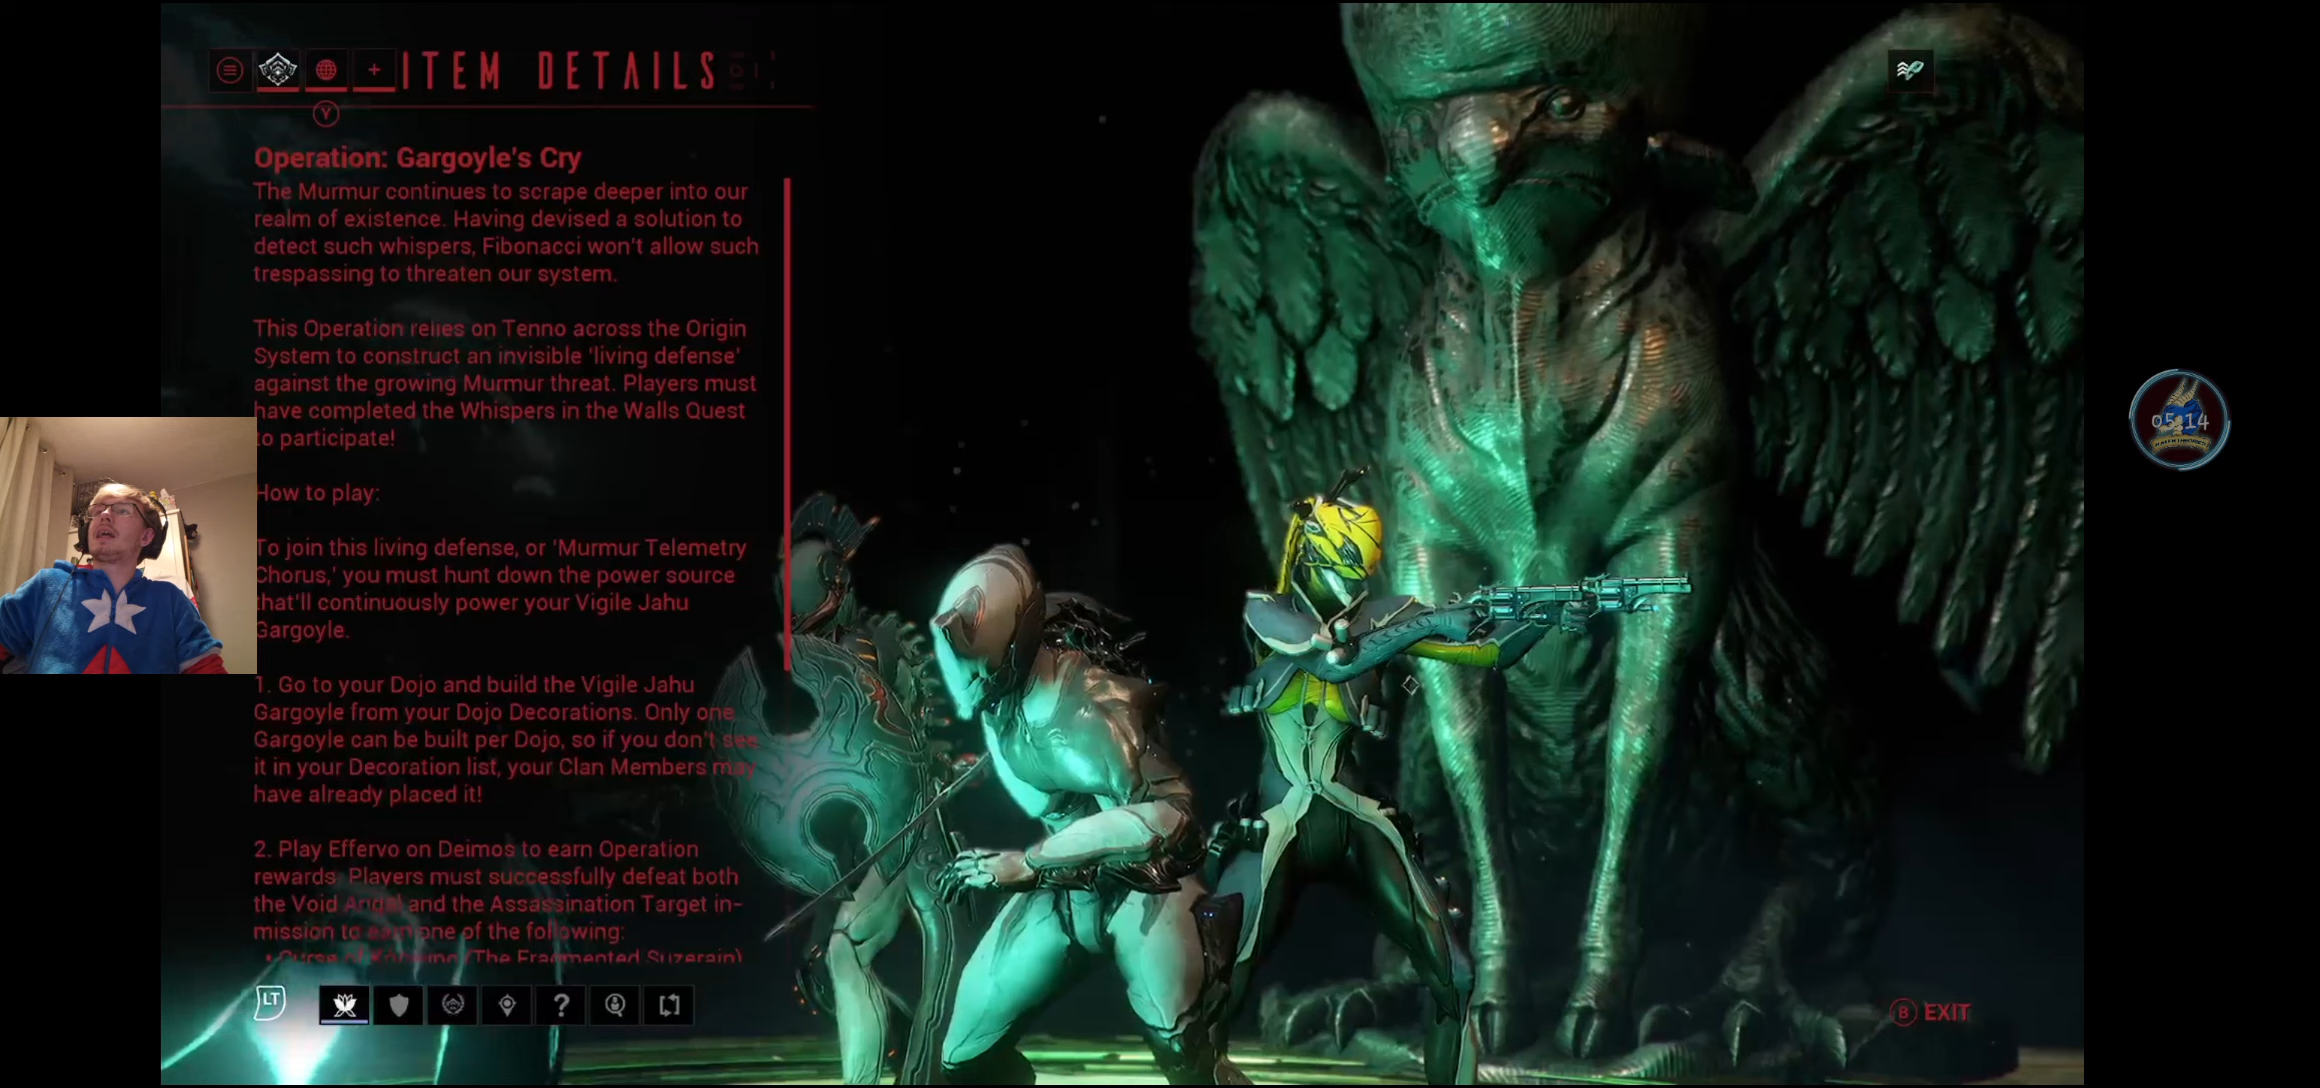 ITEM DETAILS
Y
Operation: Gargoyle's Cry
The Murmur continues to scrape deeper into our
realm of existence. Having devised a solution to
detect such whispers, Fibonacci won't allow such
trespassing to threaten our system.
This Operation relies on Tenno across the Origin
System to construct an invisible 'living defense'
against the growing Murmur threat. Players must
have completed the Whispers in the Walls Quest
to participate!
How to play:
To join this living defense, or 'Murmur Telemetry
Chorus,' you must hunt down the power source
that'll continuously power your Vigile Jahu
Gargoyle.
1. Go to your Dojo and build the Vigile Jahu
Gargoyle from your Dojo Decorations. Only one
Gargoyle can be built per Dojo, so if you don't see
it in your Decoration list, your Clan Members may
have already placed it!
2. Play Effervo on Deimos to earn Operation
rewards. Players must successfully defeat both
the Void Angel and the Assassination Target in-
mission to earn one of the following:
• Curse of (The Fragmented Suzerain)
LT
?
B EXIT
05:14